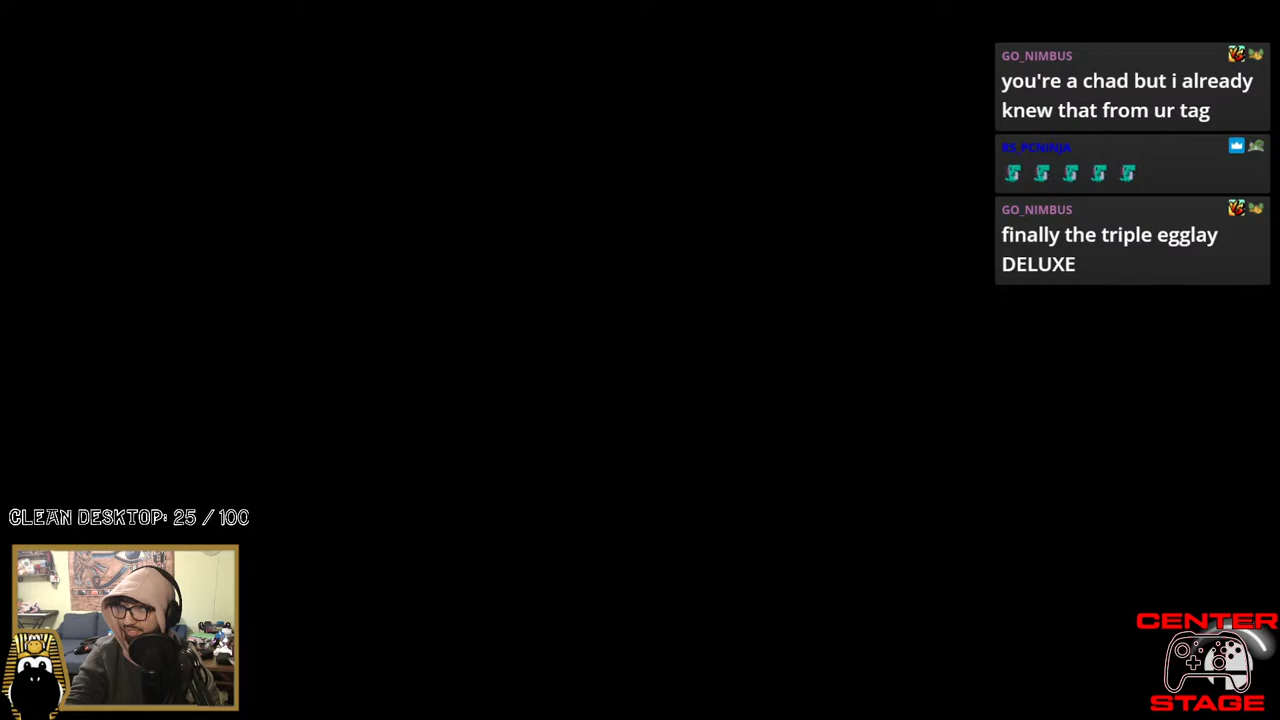 GO_NIMBUS
you're a chad but i already
knew that from ur tag
RS_PCNINJA
GO_NIMBUS
finally the triple egglay
DELUXE
CLEAN DESKTOP: 25 / 100
CENTER
STAGE